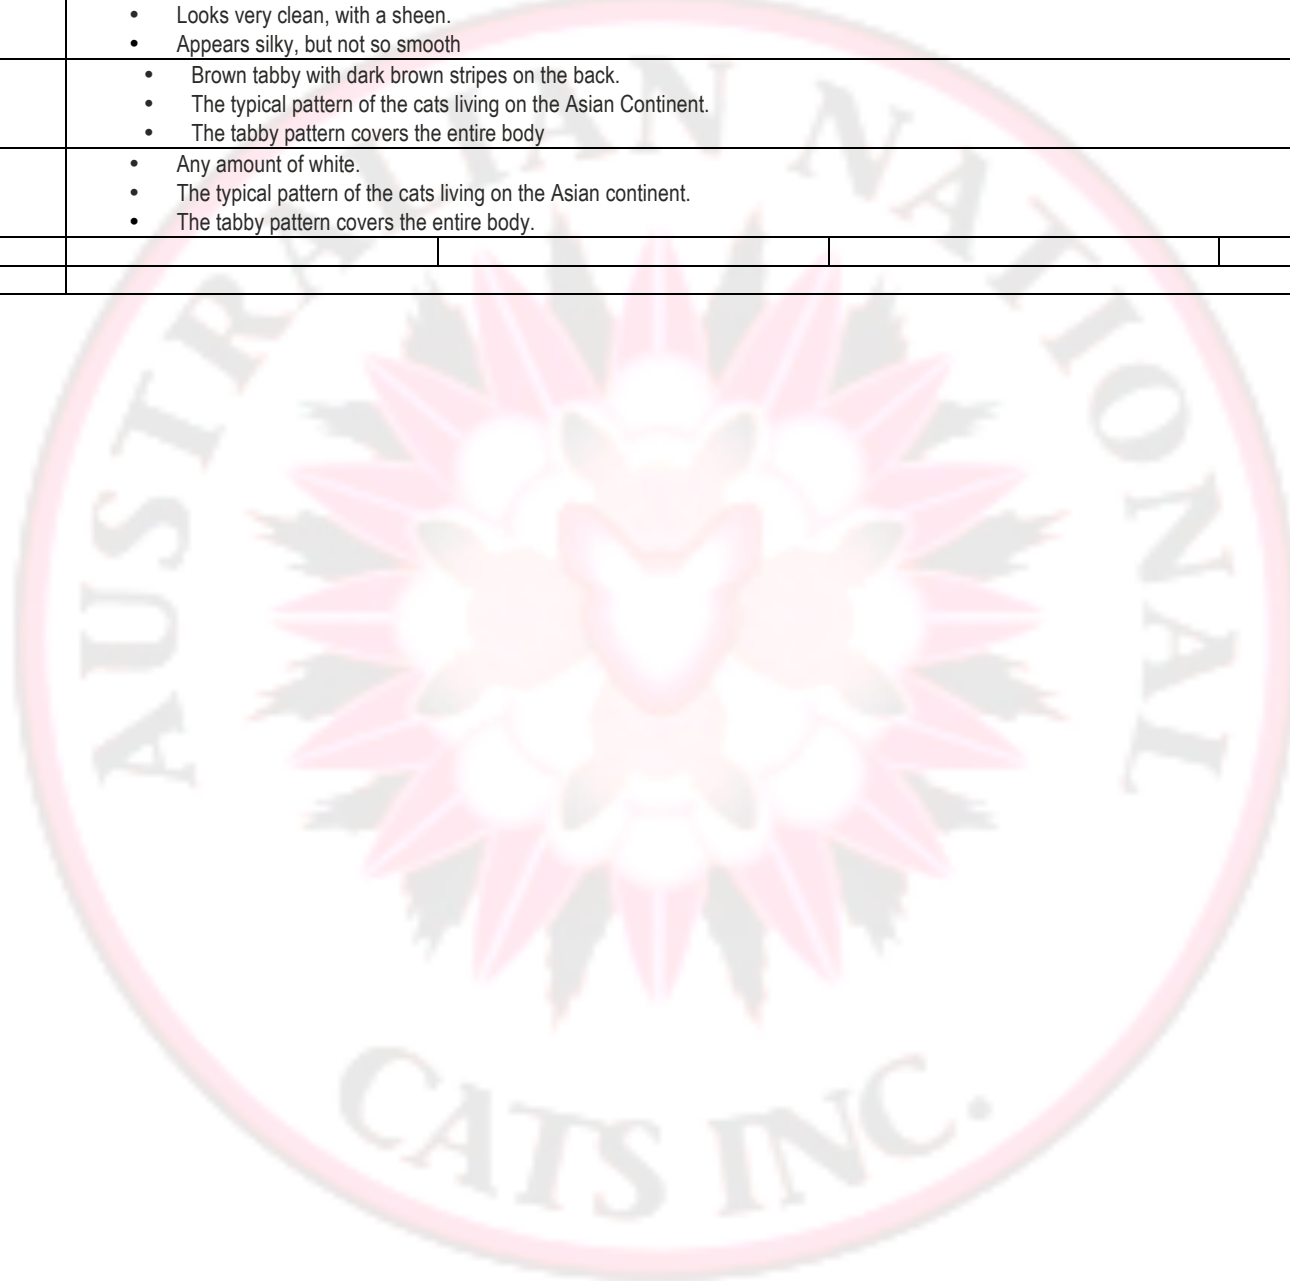 • Looks very clean, with a sheen.
• Appears silky, but not so smooth
• Brown tabby with dark brown stripes on the back.
• The typical pattern of the cats living on the Asian Continent.
• The tabby pattern covers the entire body
• Any amount of white.
• The typical pattern of the cats living on the Asian continent.
• The tabby pattern covers the entire body.
AUSTRALIAN NATIONAL
CATS INC.